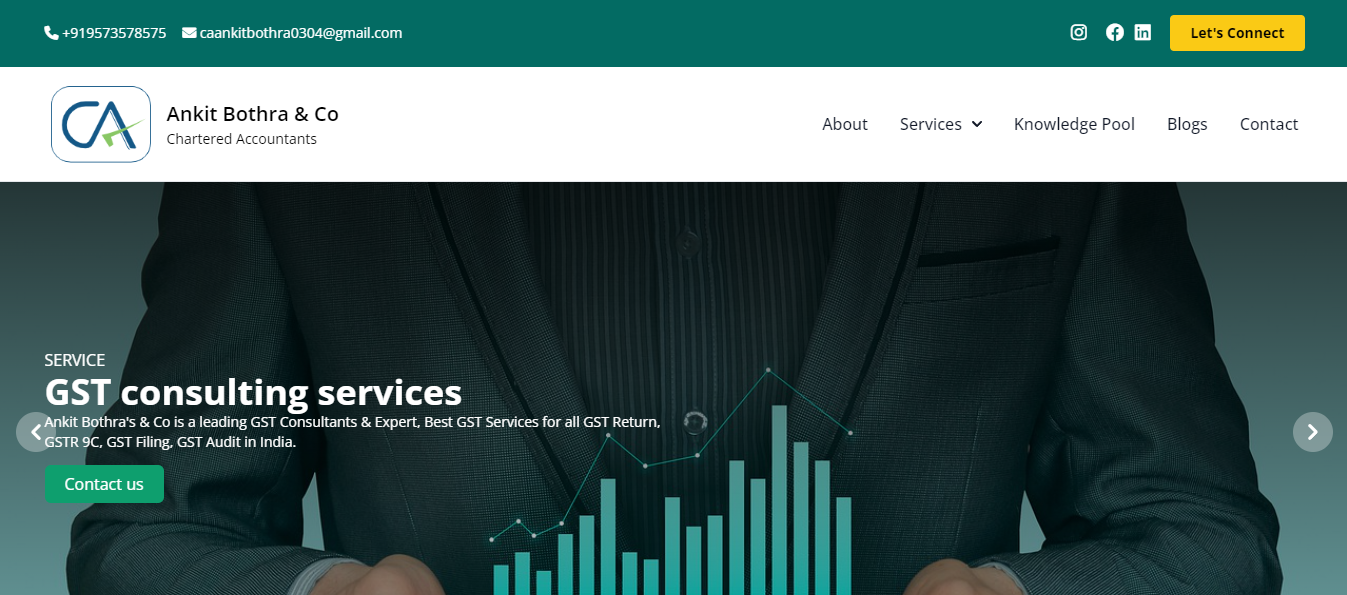 +919573578575 caankitbothra0304@gmail.com Let's Connect
CA
Ankit Bothra & Co
Chartered Accountants
About Services Knowledge Pool Blogs Contact
SERVICE
GST consulting services
Ankit Bothra's & Co is a leading GST Consultants & Expert, Best GST Services for all GST Return,
GSTR 9C, GST Filing, GST Audit in India.
Contact us